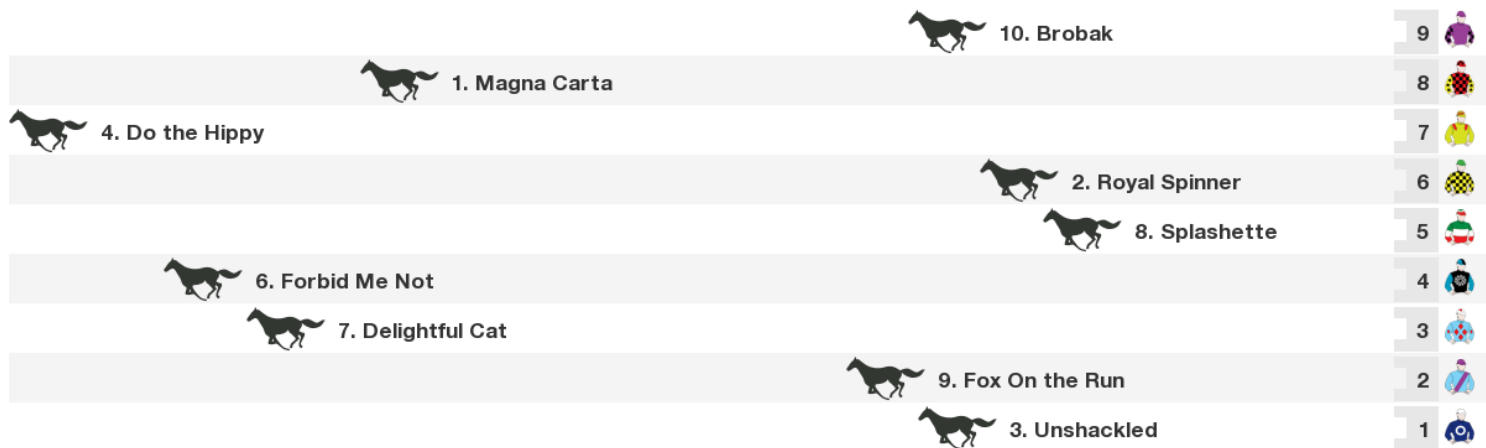 10. Brobak 9
1. Magna Carta 8
4. Do the Hippy 7
2. Royal Spinner 6
8. Splashette 5
6. Forbid Me Not 4
7. Delightful Cat 3
9. Fox On the Run 2
3. Unshackled 1